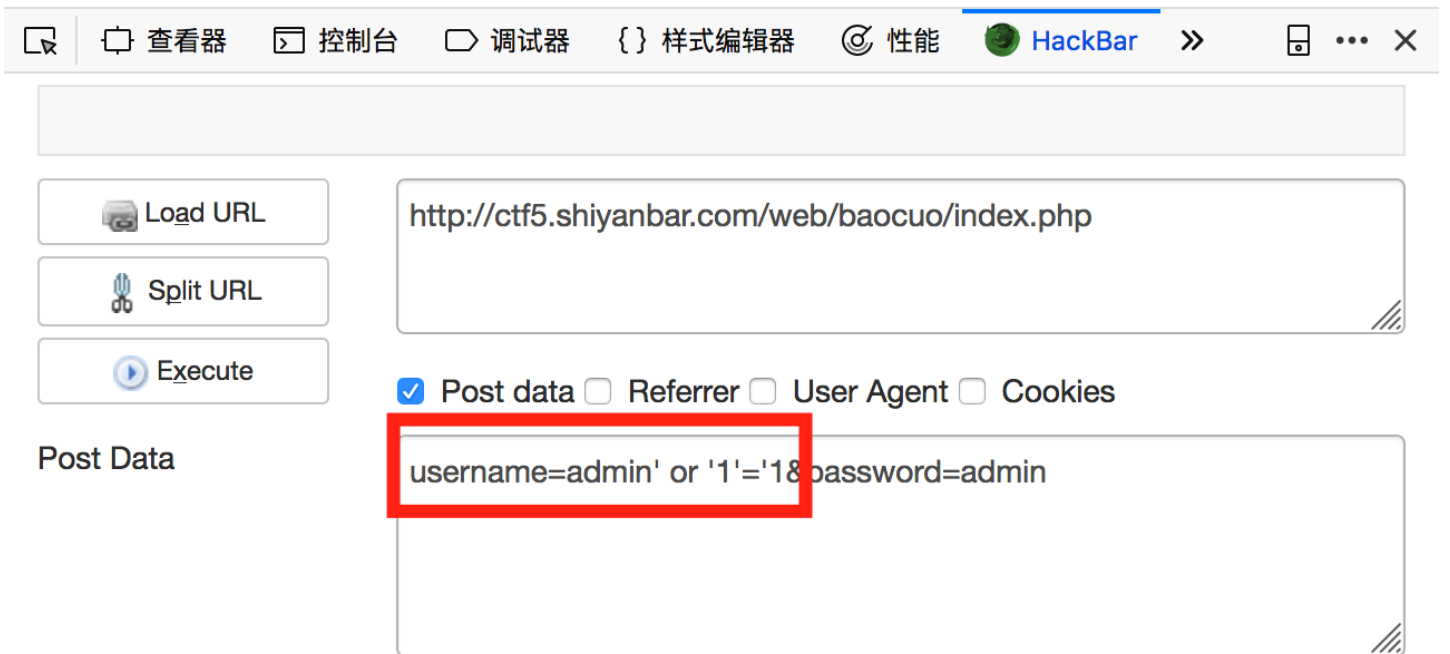 查看器 控制台 调试器 {} 样式编辑器 性能 HackBar
Load URL
http://ctf5.shiyanbar.com/web/baocuo/index.php
Split URL
Execute
Post data Referrer User Agent Cookies
Post Data
username=admin' or '1'='1&password=admin